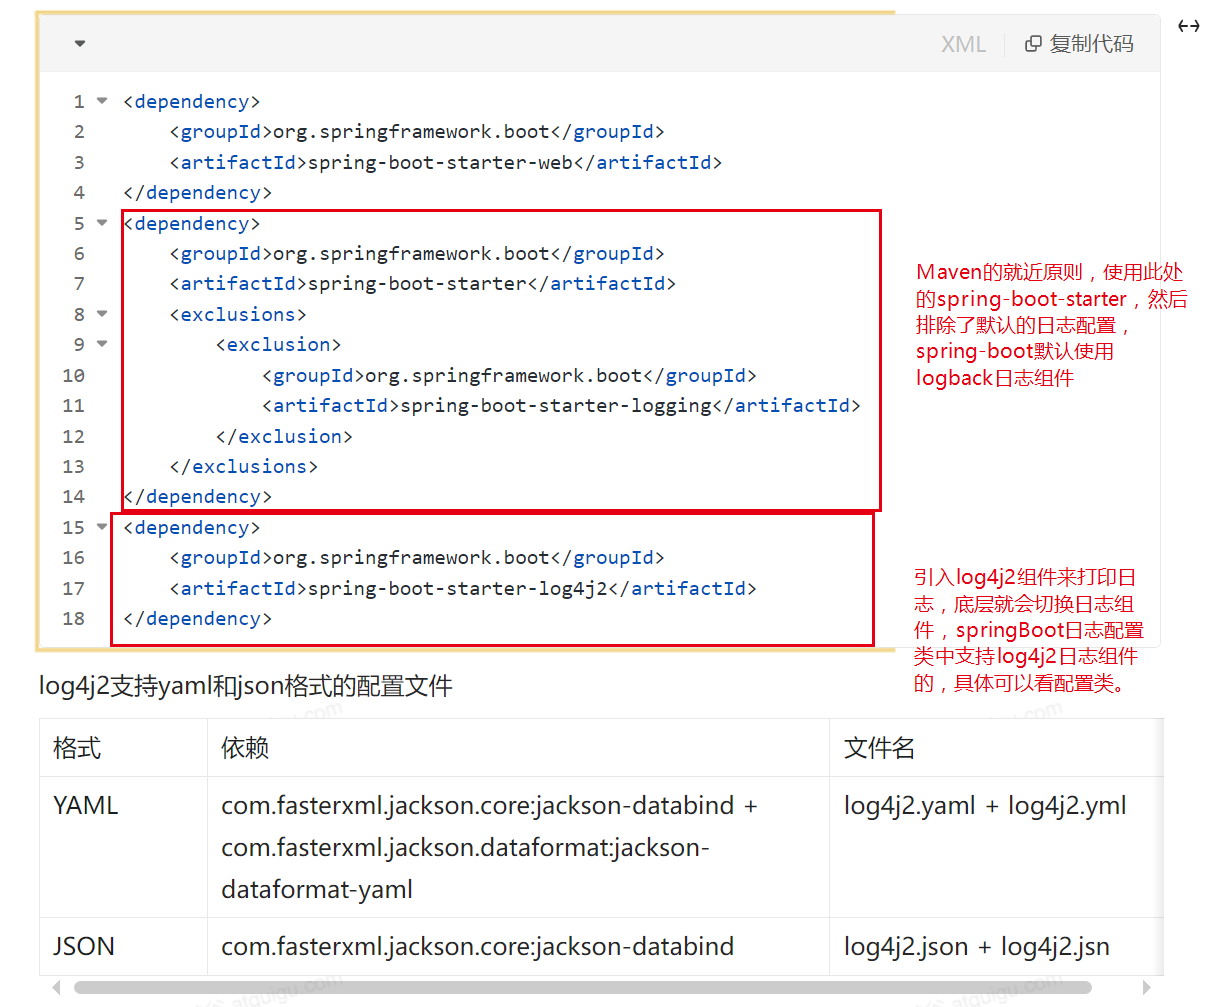 XML 复制代码
1 <dependency>
2 <groupId>org.springframework.boot</groupId>
3 <artifactId>spring-boot-starter-web</artifactId>
4 </dependency>
5 <dependency>
6 <groupId>org.springframework.boot</groupId>
7 <artifactId>spring-boot-starter</artifactId>
8 <exclusions>
9 <exclusion>
10 <groupId>org.springframework.boot</groupId>
11 <artifactId>spring-boot-starter-logging</artifactId>
12 </exclusion>
13 </exclusions>
14 </dependency>
15 <dependency>
16 <groupId>org.springframework.boot</groupId>
17 <artifactId>spring-boot-starter-log4j2</artifactId>
18 </dependency>
Maven的就近原则，使用此处
的spring-boot-starter，然后
排除了默认的日志配置，
spring-boot默认使用
logback日志组件
引入log4j2组件来打印日
志，底层就会切换日志组
件，springBoot日志配置
类中支持log4j2日志组件
的，具体可以看配置类。
log4j2支持yaml和json格式的配置文件
格式 依赖 文件名
YAML com.fasterxml.jackson.core:jackson-databind + log4j2.yaml + log4j2.yml
com.fasterxml.jackson.dataformat:jackson-
dataformat-yaml
JSON com.fasterxml.jackson.core:jackson-databind log4j2.json + log4j2.jsn